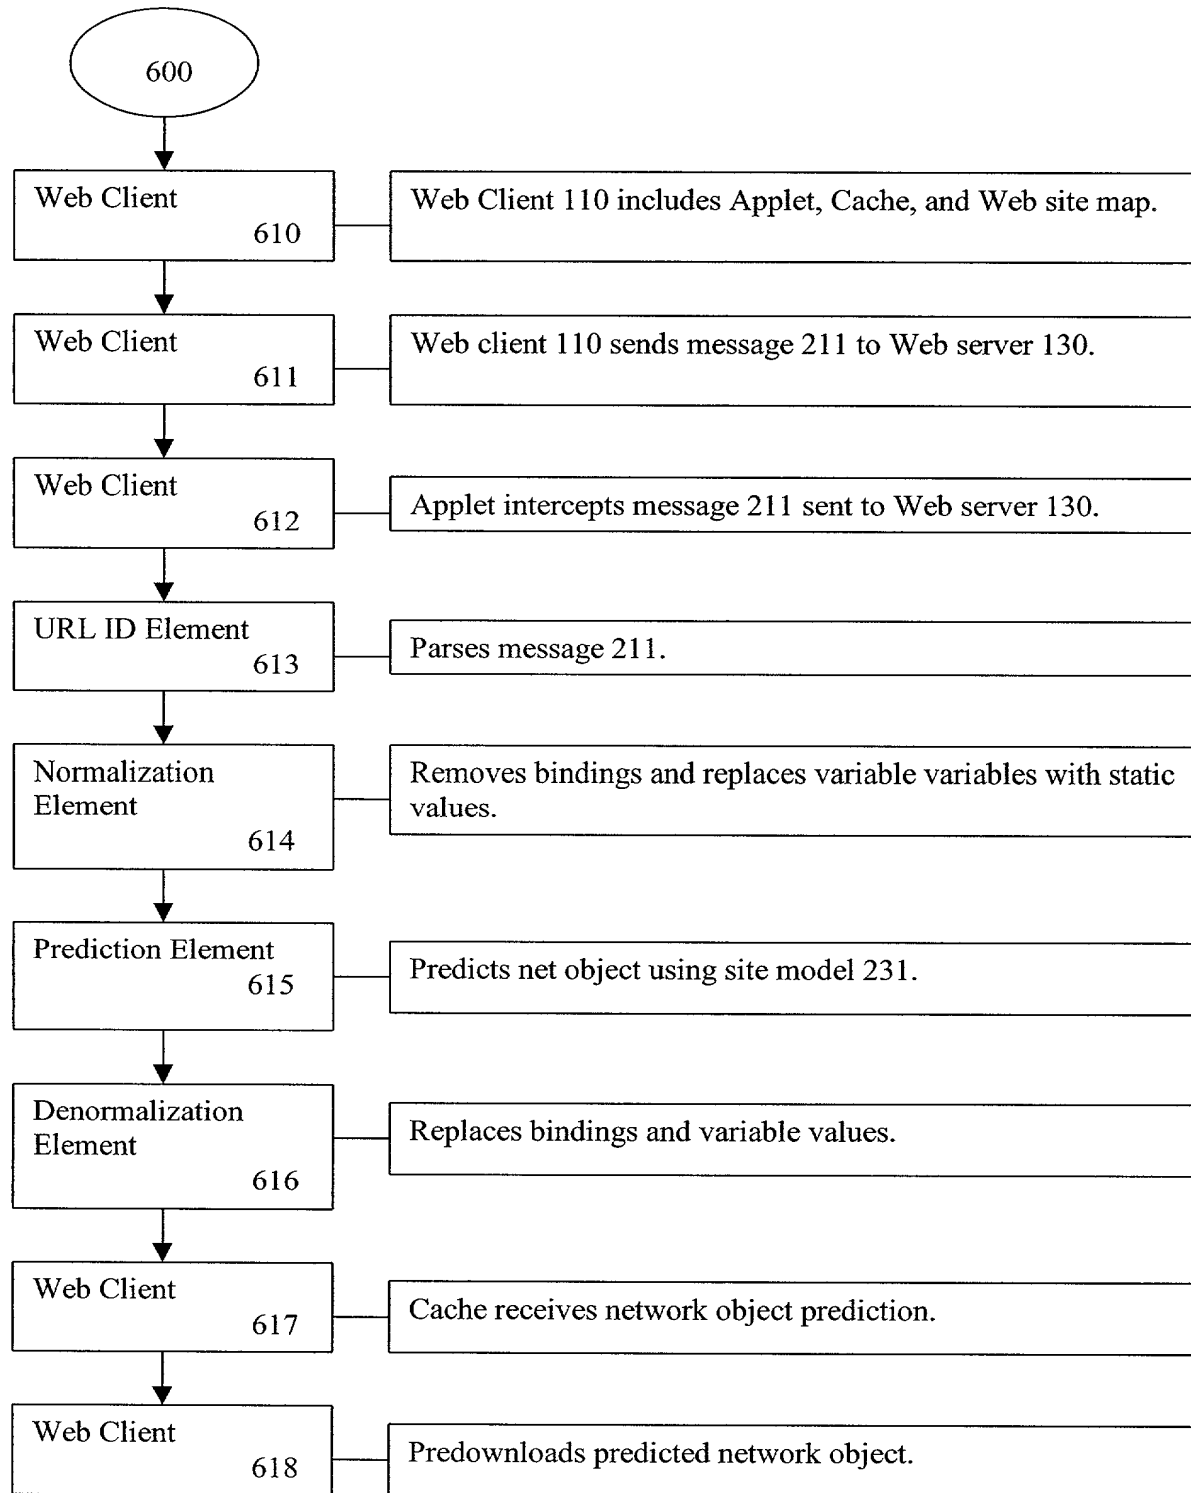 600
Web Client
610
Web Client 110 includes Applet, Cache, and Web site map.
Web Client
611
Web client 110 sends message 211 to Web server 130.
Web Client
612
Applet intercepts message 211 sent to Web server 130.
URL ID Element
613
Parses message 211.
Normalization
Element
614
Removes bindings and replaces variable variables with static
values.
Prediction Element
615
Predicts net object using site model 231.
Denormalization
Element
616
Replaces bindings and variable values.
Web Client
617
Cache receives network object prediction.
Web Client
618
Predownloads predicted network object.